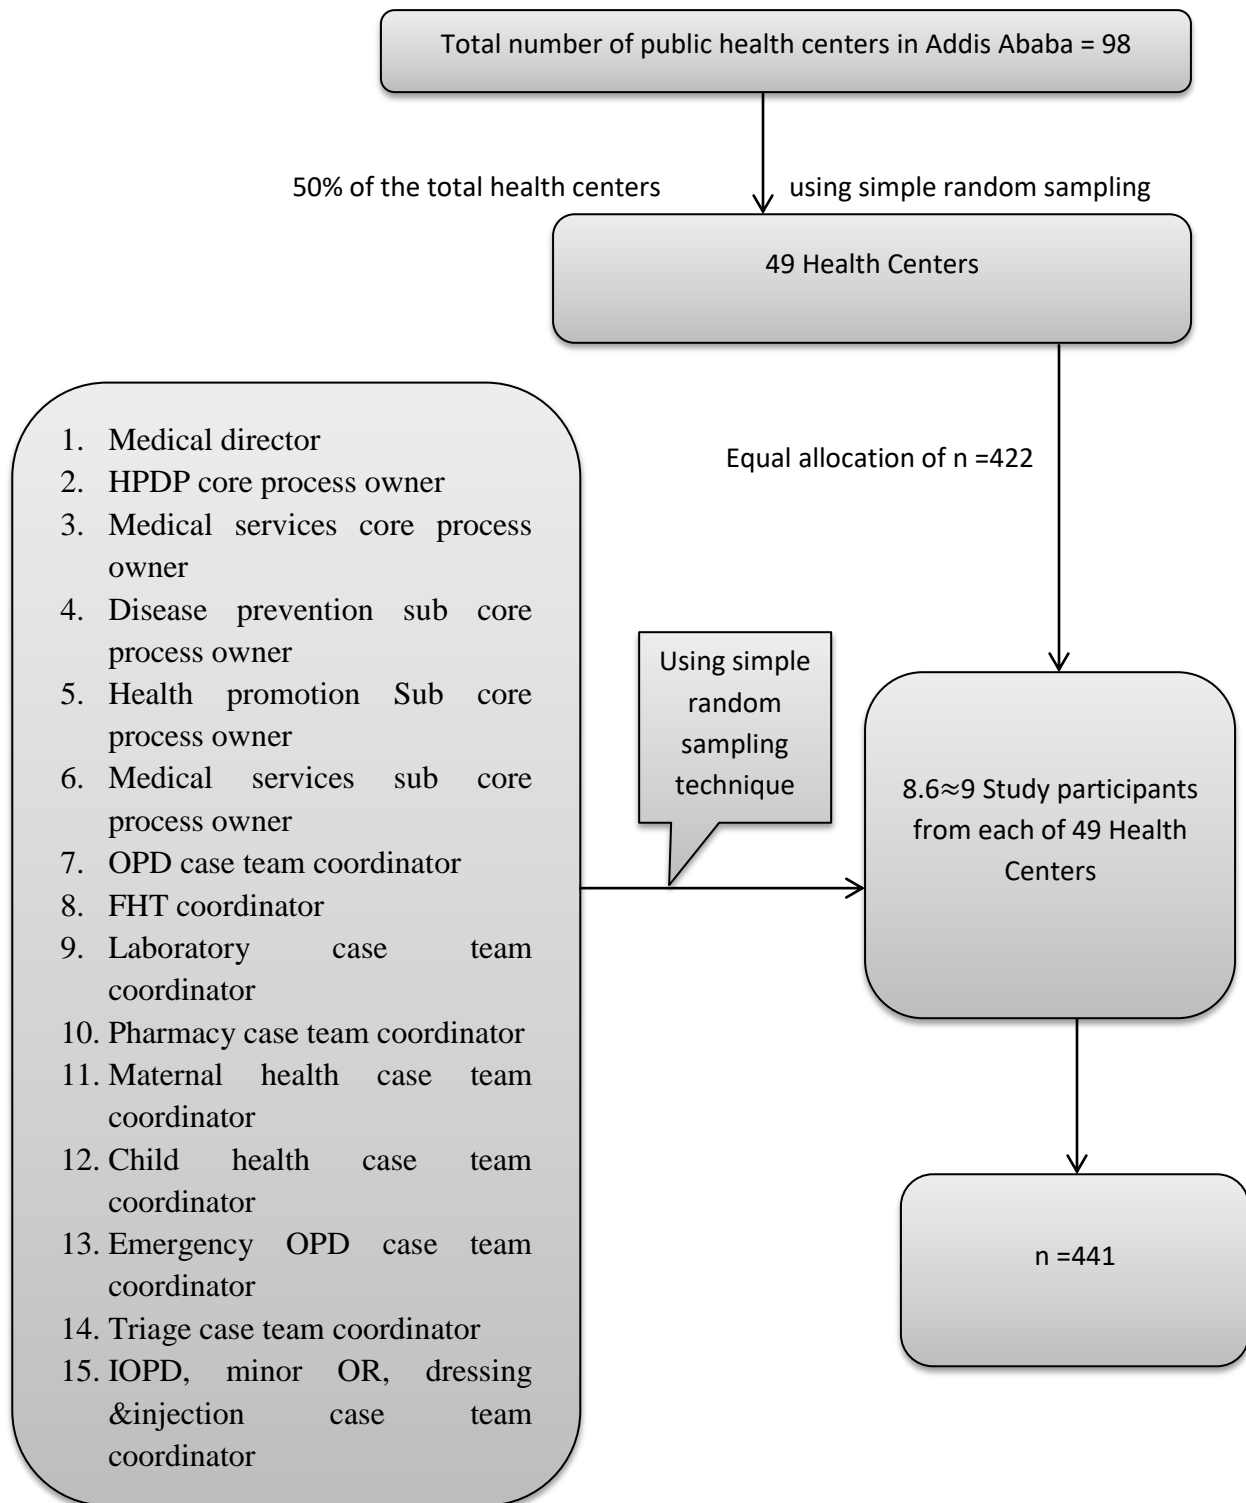 Total number of public health centers in Addis Ababa = 98
50% of the total health centers
using simple random sampling
49 Health Centers
Equal allocation of n =422
1. Medical director
2. HPDP core process owner
3. Medical services core process
owner
4. Disease prevention sub core
process owner
5. Health promotion Sub core
process owner
6. Medical services sub core
process owner
7. OPD case team coordinator
8. FHT coordinator
9. Laboratory case team
coordinator
10. Pharmacy case team coordinator
11. Maternal health case team
coordinator
12. Child health case team
coordinator
13. Emergency OPD case team
coordinator
14. Triage case team coordinator
15. IOPD, minor OR, dressing
&injection case team
coordinator
Using simple
random
sampling
technique
8.6≈9 Study participants
from each of 49 Health
Centers
n =441